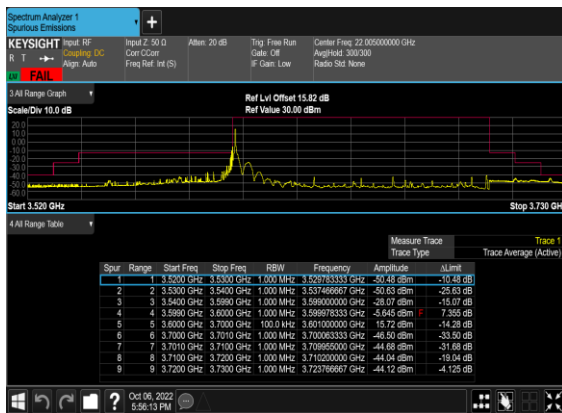 Spectrum Analyzer 1
Spurious Emissions
KEYSIGHT Input: RF Input Z: 50 Ω Atten: 20 dB Trig: Free Run Center Freq: 22.005000000 GHz
R T Coupling: DC Corr CCorr Gate: Off Avg|Hold: 300/300
Align: Auto Freq Ref: Int (S) IF Gain: Low Radio Std: None
FAIL
3 All Range Graph
Ref Lvl Offset 15.82 dB
Scale/Div 10.0 dB Ref Value 30.00 dBm
20.0
10.0
0.00
-10.0
-20.0
-30.0
-40.0
-50.0
-60.0
Start 3.520 GHz Stop 3.730 GH
4 All Range Table
Measure Trace Trace 1
Trace Type Trace Average (Active)
Spur Range Start Freq Stop Freq RBW Frequency Amplitude ΔLimit
1 1 3.5200 GHz 3.5300 GHz 1.000 MHz 3.529783333 GHz -50.48 dBm -10.48 dB
2 2 3.5300 GHz 3.5400 GHz 1.000 MHz 3.537466667 GHz -50.63 dBm -25.63 dB
3 3 3.5400 GHz 3.5990 GHz 1.000 MHz 3.599000000 GHz -28.07 dBm -15.07 dB
4 4 3.5990 GHz 3.6000 GHz 1.000 MHz 3.599978333 GHz -5.645 dBm F 7.355 dB
5 5 3.6000 GHz 3.7000 GHz 100.0 kHz 3.601000000 GHz 15.72 dBm -14.28 dB
6 6 3.7000 GHz 3.7010 GHz 1.000 MHz 3.700063333 GHz -46.50 dBm -33.50 dB
7 7 3.7010 GHz 3.7100 GHz 1.000 MHz 3.709955000 GHz -44.68 dBm -31.68 dB
8 8 3.7100 GHz 3.7200 GHz 1.000 MHz 3.710200000 GHz -44.04 dBm -19.04 dB
9 9 3.7200 GHz 3.7300 GHz 1.000 MHz 3.723766667 GHz -44.12 dBm -4.125 dB
Oct 06, 2022
5:56:13 PM